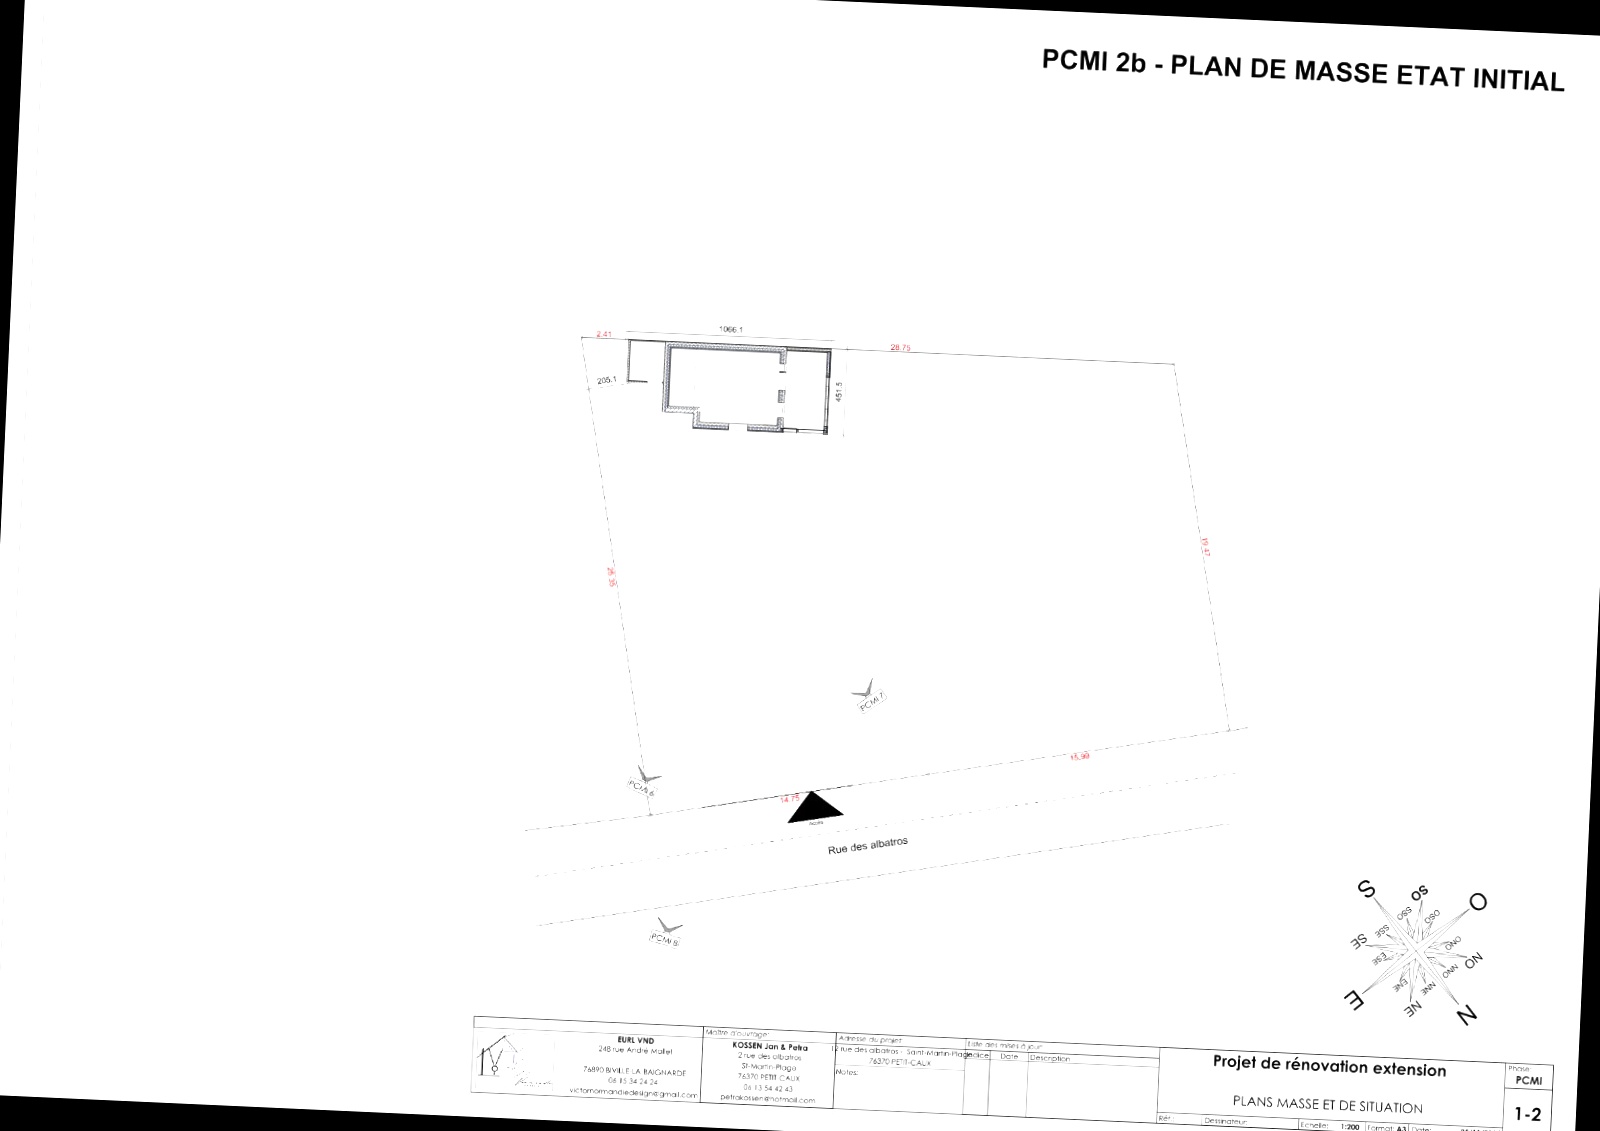 PCMI 2b - PLAN DE MASSE ETAT INITIAL
1066.1
2.41
28.75
205.1
451.5
19.47
PCMI 7
15.99
PCMI 6
14.75
Accès
Rue des albatros
PCMI 8
S
SO
O
SSO
OSO
SSE
SE
ONO
ESE
NO
NNO
ENE
NNE
E
NE
N
EURL VND
248 rue André Mallet
76890 BIVILLE LA BAIGNARDE
06 15 34 24 24
victornormandiedesign@gmail.com
Maître d'ouvrage:
KOSSEN Jan & Petra
2 rue des albatros
St-Martin-Plage
76370 PETIT CAUX
06 13 54 42 43
petrakossen@hotmail.com
Adresse du projet
2 rue des albatros - Saint-Martin-Plage
76370 PETIT-CAUX
Notes:
Liste des mises à jour
Indice
Date
Description
Projet de rénovation extension
PLANS MASSE ET DE SITUATION
Phase
PCMI
1-2
Réf :
Dessinateur:
Echelle: 1:200
Format: A3
Date: